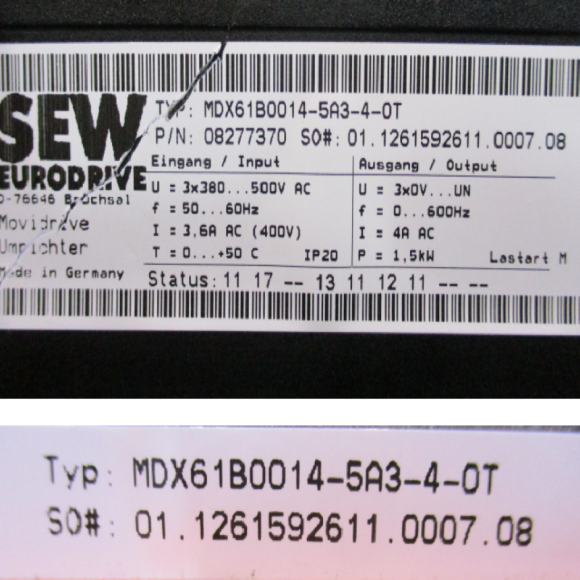 SEW
EURODRIVE
D-76646 Bruchsal
Movidrive
Umrichter
Made in Germany
TYP: MDX61B0014-5A3-4-0T
P/N: 08277370 SO#: 01.1261592611.0007.08
Eingang / Input
U = 3x380...500V AC
f = 50...60Hz
I = 3,6A AC (400V)
T = 0...+50 C IP20
Ausgang / Output
U = 3x0V...UN
f = 0...600Hz
I = 4A AC
P = 1,5kW Lastart M
Status: 11 17 -- 13 11 12 11 -- --
Typ: MDX61B0014-5A3-4-0T
SO#: 01.1261592611.0007.08